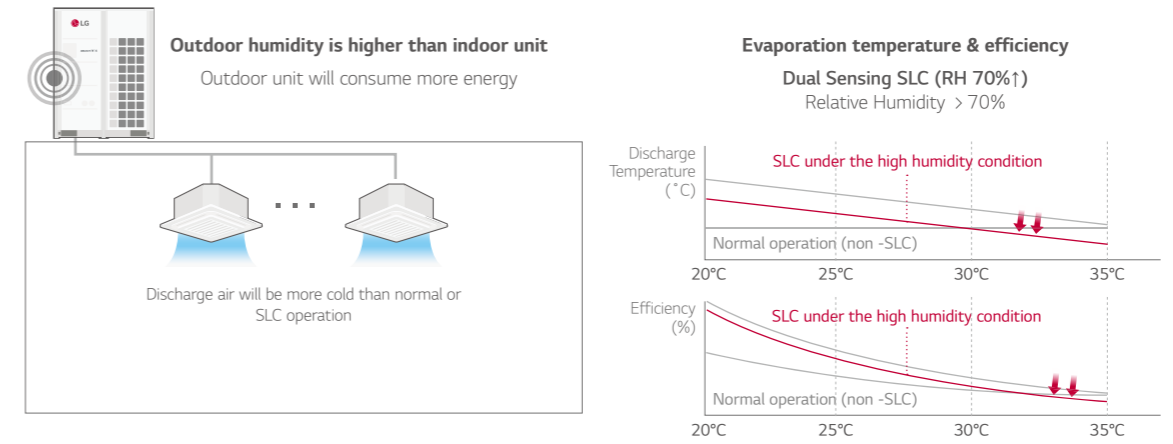 LG
Outdoor humidity is higher than indoor unit
Outdoor unit will consume more energy
Discharge air will be more cold than normal or
SLC operation
Evaporation temperature & efficiency
Dual Sensing SLC (RH 70%↑)
Relative Humidity > 70%
Discharge
Temperature
(˚C)
SLC under the high humidity condition
Normal operation (non -SLC)
20℃ 25℃ 30℃ 35℃
Efficiency
(%)
SLC under the high humidity condition
Normal operation (non -SLC)
20℃ 25℃ 30℃ 35℃